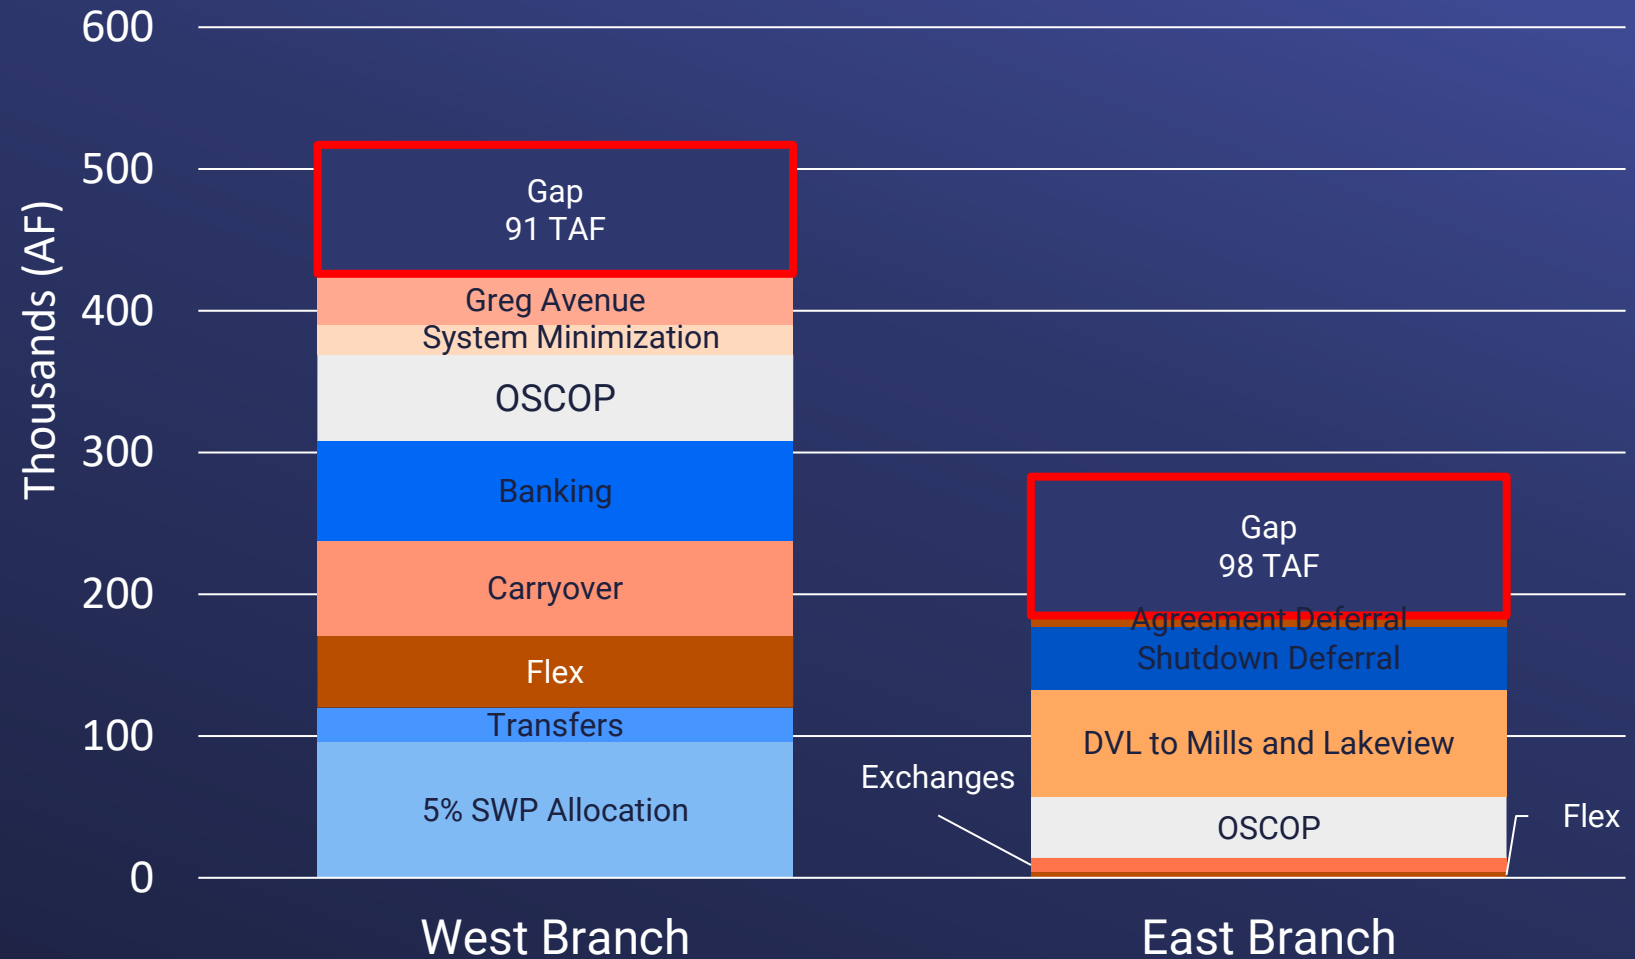 600
500
400
300
200
100
0
Thousands (AF)
Gap
91 TAF
Greg Avenue
System Minimization
OSCOP
Banking
Carryover
Flex
Transfers
5% SWP Allocation
Gap
98 TAF
Agreement Deferral
Shutdown Deferral
DVL to Mills and Lakeview
Exchanges
OSCOP
Flex
West Branch
East Branch